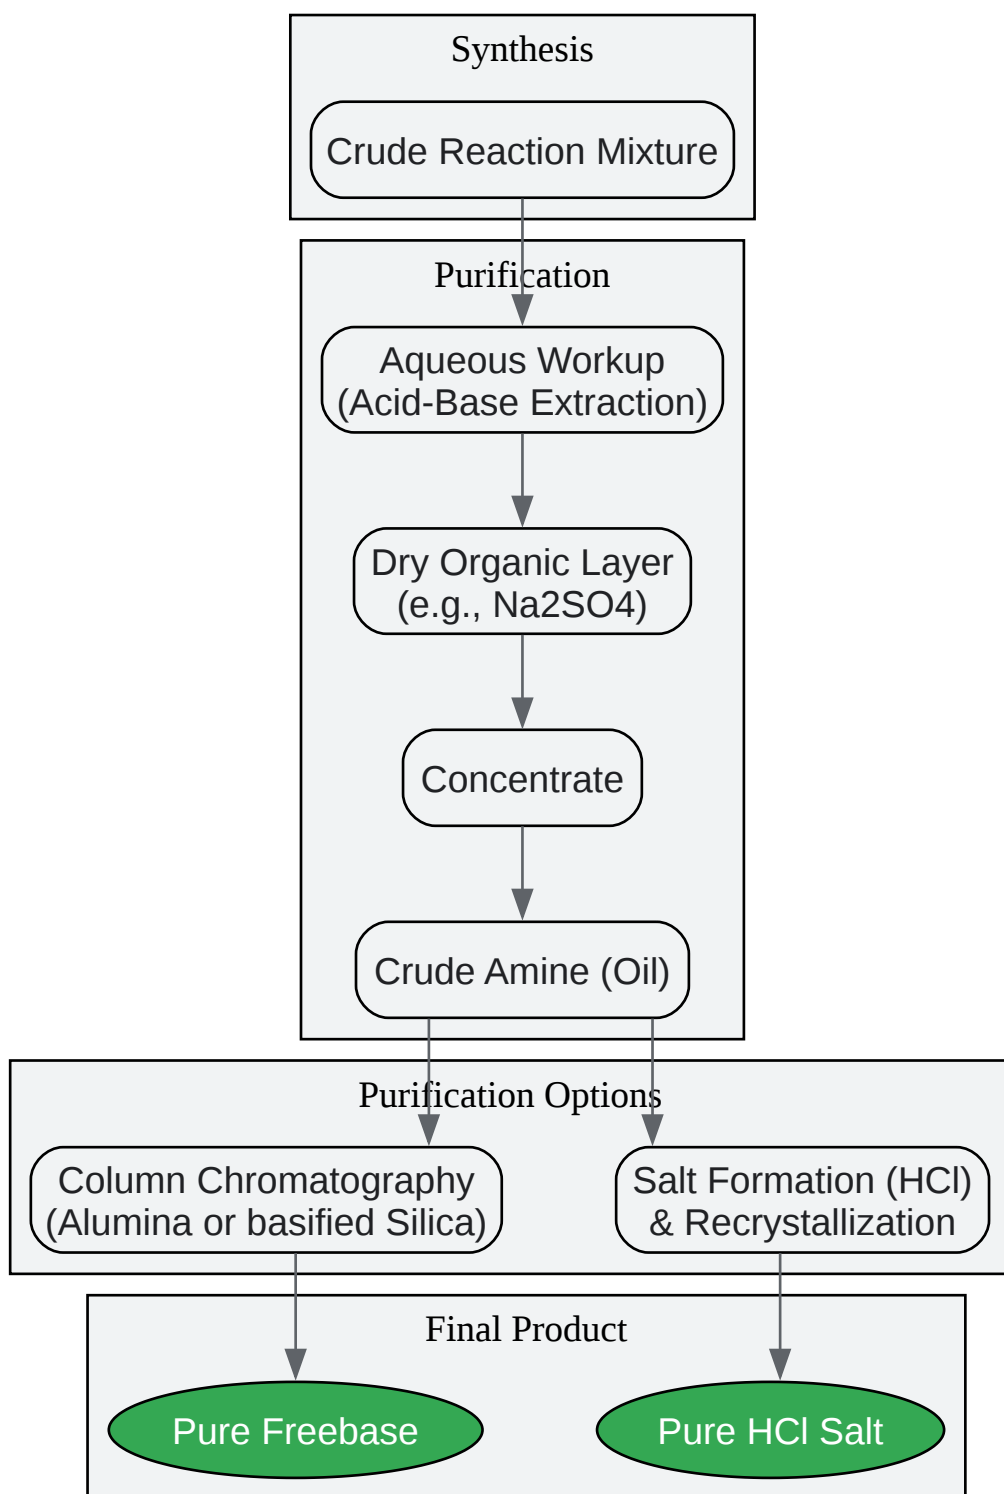 Synthesis
Crude Reaction Mixture
Purification
Aqueous Workup
(Acid-Base Extraction)
Dry Organic Layer
(e.g., Na2SO4)
Concentrate
Crude Amine (Oil)
Purification Options
Column Chromatography
(Alumina or basified Silica)
Salt Formation (HCl)
& Recrystallization
Final Product
Pure Freebase
Pure HCl Salt